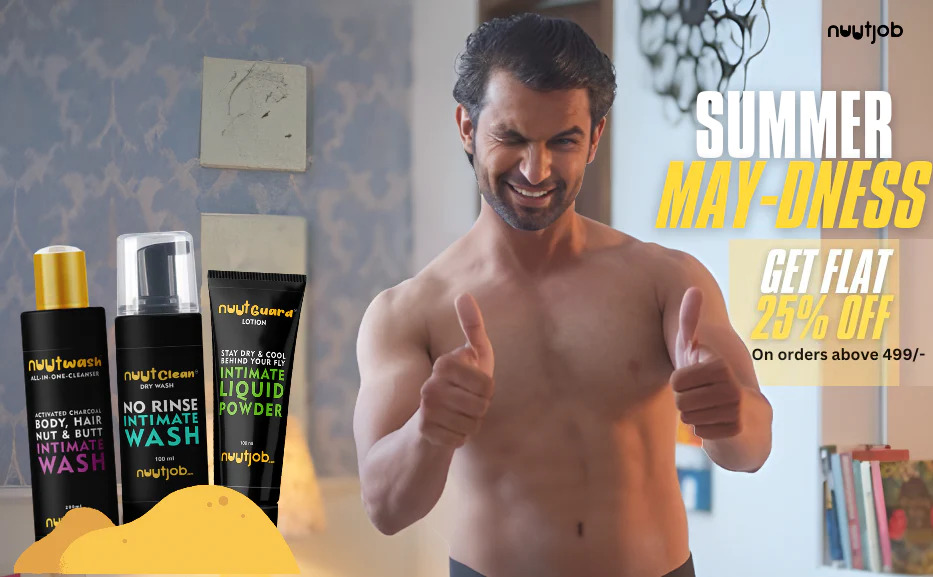 nuutjob
SUMMER
MAY-DNESS
GET FLAT
25% OFF
On orders above 499/-
nuutwash
ALL-IN-ONE-CLEANSER
ACTIVATED CHARCOAL
BODY, HAIR
NUT & BUTT
INTIMATE
WASH
nuutClean
DRY WASH
NO RINSE
INTIMATE
WASH
100 ml
nuutjob
nuutGuard
LOTION
STAY DRY & COOL
BEHIND YOUR FLY
INTIMATE
LIQUID
POWDER
nuutjob